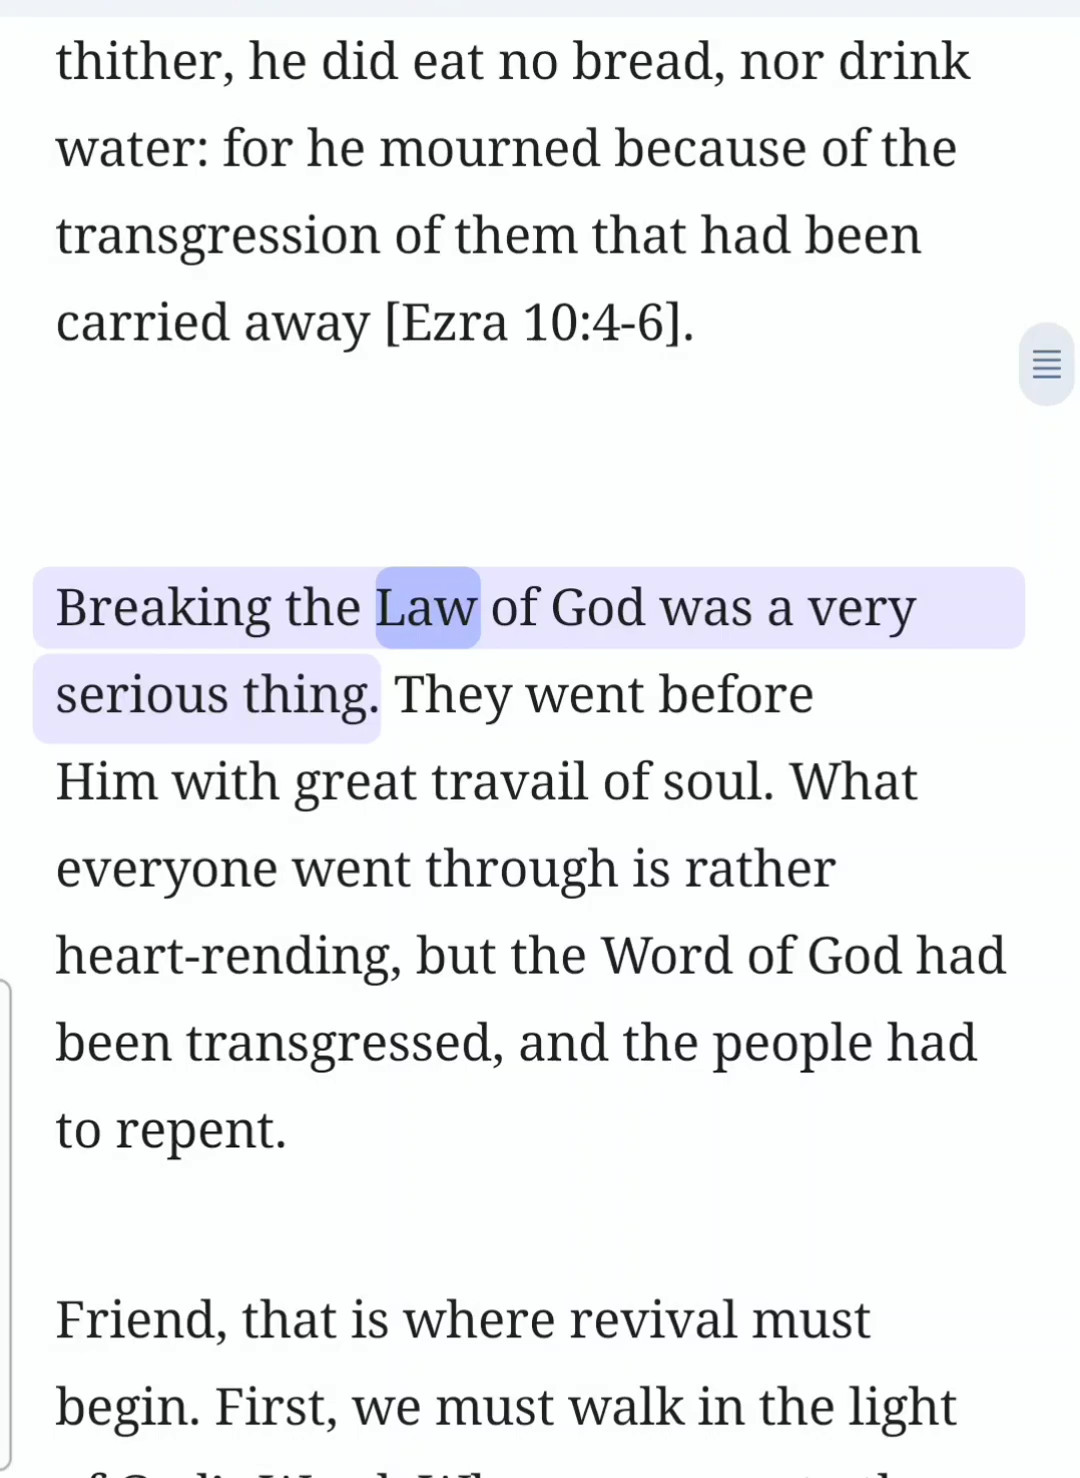 thither, he did eat no bread, nor drink
water: for he mourned because of the
transgression of them that had been
carried away [Ezra 10:4-6].
Breaking the Law of God was a very
serious thing. They went before
Him with great travail of soul. What
everyone went through is rather
heart-rending, but the Word of God had
been transgressed, and the people had
to repent.
Friend, that is where revival must
begin. First, we must walk in the light